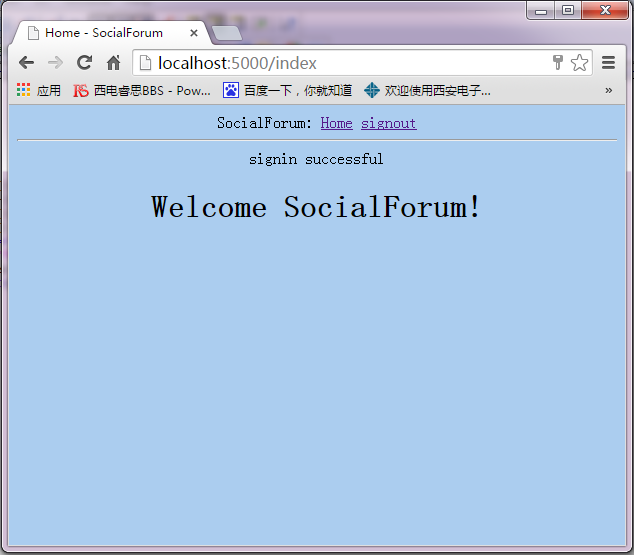 Home - SocialForum
localhost:5000/index
应用 西电睿思BBS - Pow... 百度一下，你就知道 欢迎使用西安电子... »
SocialForum: Home signout
signin successful
Welcome SocialForum!